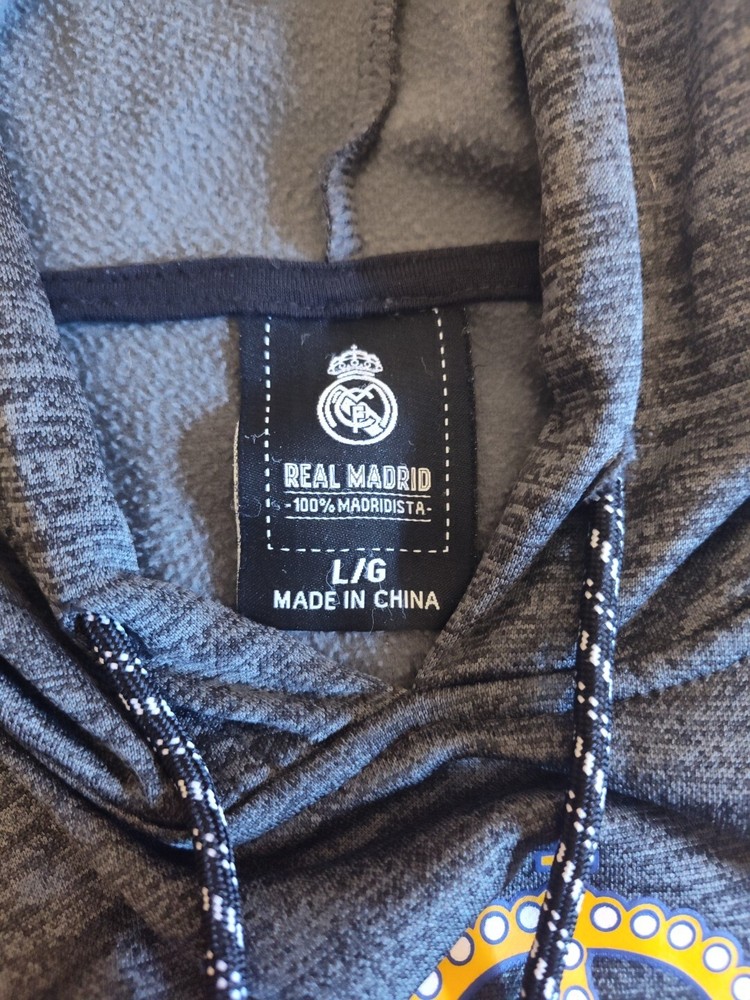 REAL MADRID
-100% MADRIDISTA-
L/G
MADE IN CHINA